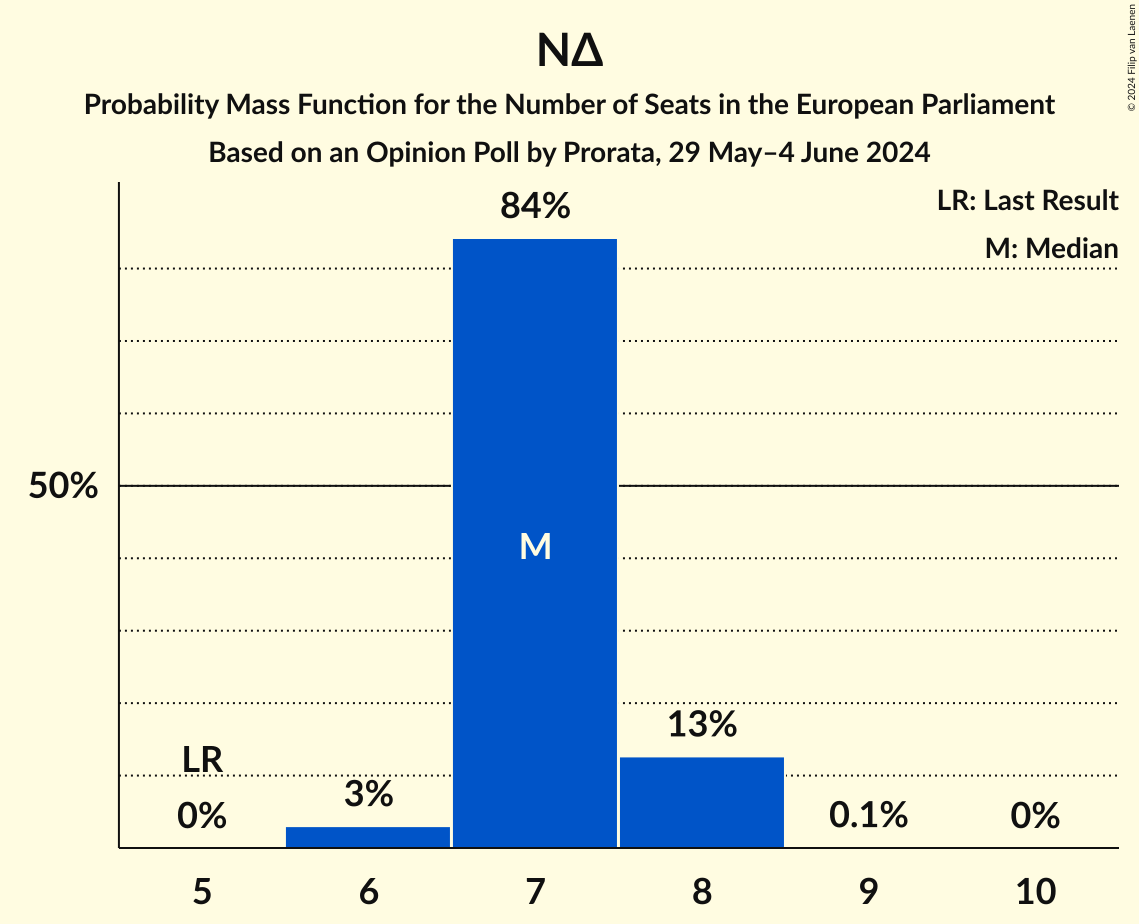 NΔ
Probability Mass Function for the Number of Seats in the European Parliament
Based on an Opinion Poll by Prorata, 29 May–4 June 2024
© 2024 Filip van Laenen
LR: Last Result
M: Median
84%
50%
M
13%
LR
3%
0%
0.1%
0%
5 6 7 8 9 10